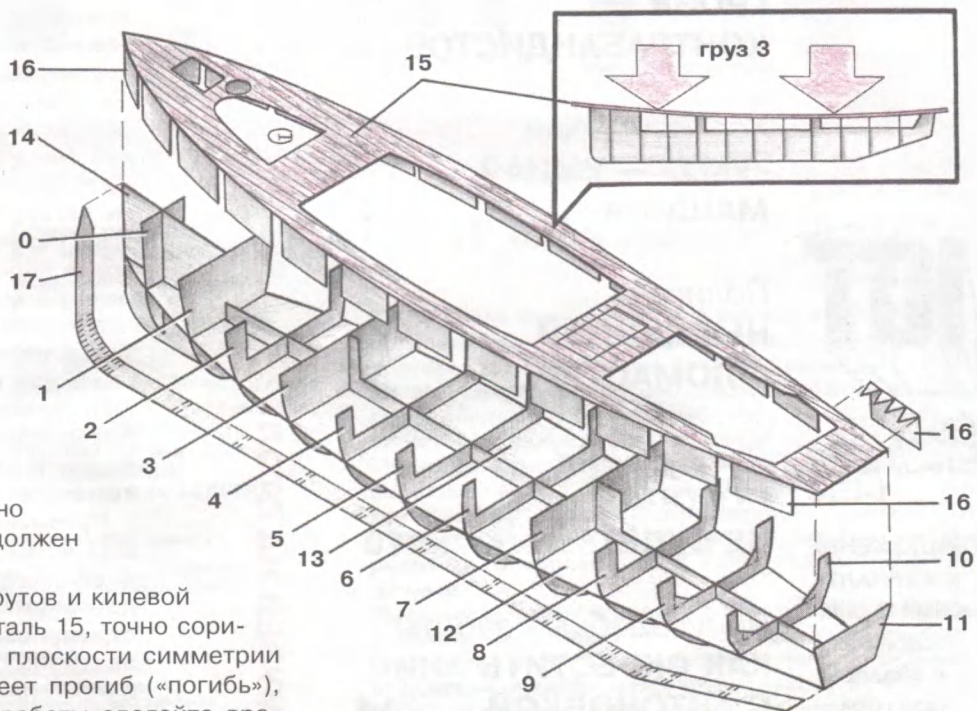 16
15
груз 3
14
0
17
1
2
3
4
5
13
6
7
12
8
9
16
16
10
11
но
должен
утов и килевой
таль 15, точно сори-
плоскости симметрии
еет прогиб («погибь»),